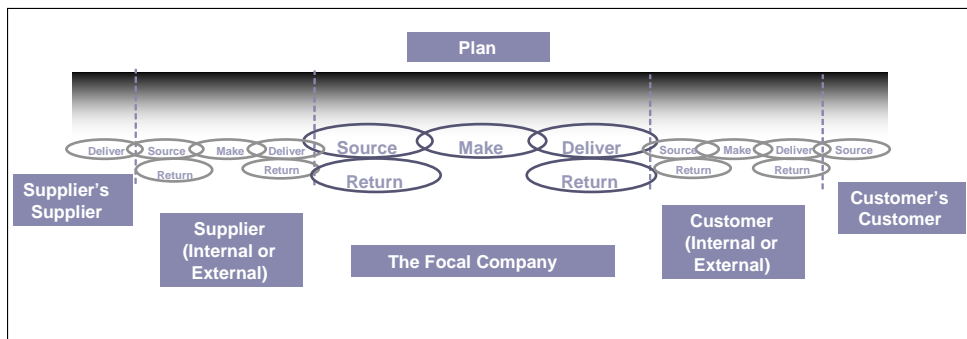 Plan
Deliver Source Make Deliver Source Make Deliver Source Make Deliver Source
Return Return Return Return Return Return
Supplier's
Supplier
Supplier
(Internal or
External)
The Focal Company
Customer
(Internal or
External)
Customer's
Customer